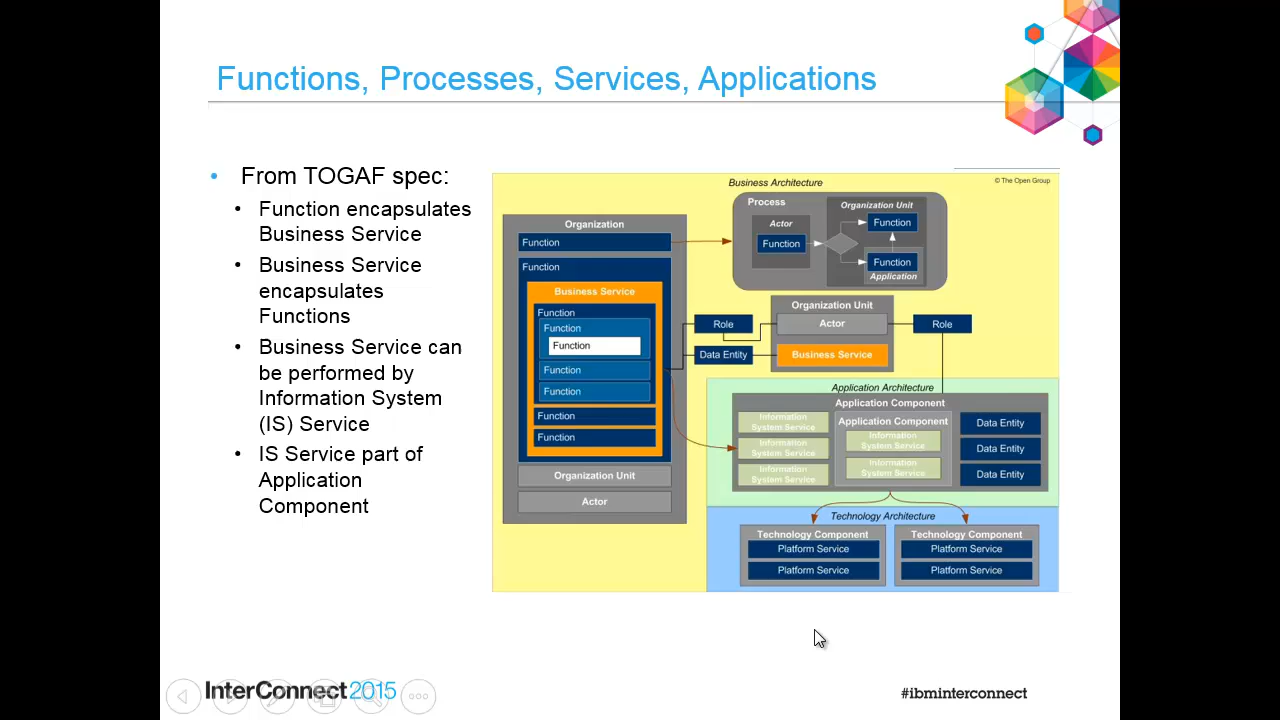 Functions, Processes, Services, Applications
From TOGAF spec:
Function encapsulates
Business Service
Business Service
encapsulates
Functions
Business Service can
be performed by
Information System
(IS) Service
IS Service part of
Application
Component
Business Architecture
© The Open Group
Organization
Function
Function
Business Service
Function
Function
Function
Function
Function
Function
Function
Organization Unit
Actor
Process
Actor
Function
Organization Unit
Function
Function
Application
Role
Data Entity
Organization Unit
Actor
Business Service
Role
Application Architecture
Application Component
Information
System Service
Information
System Service
Information
System Service
Application Component
Information
System Service
Information
System Service
Data Entity
Data Entity
Data Entity
Technology Architecture
Technology Component
Platform Service
Platform Service
Technology Component
Platform Service
Platform Service
InterConnect 2015
#ibminterconnect